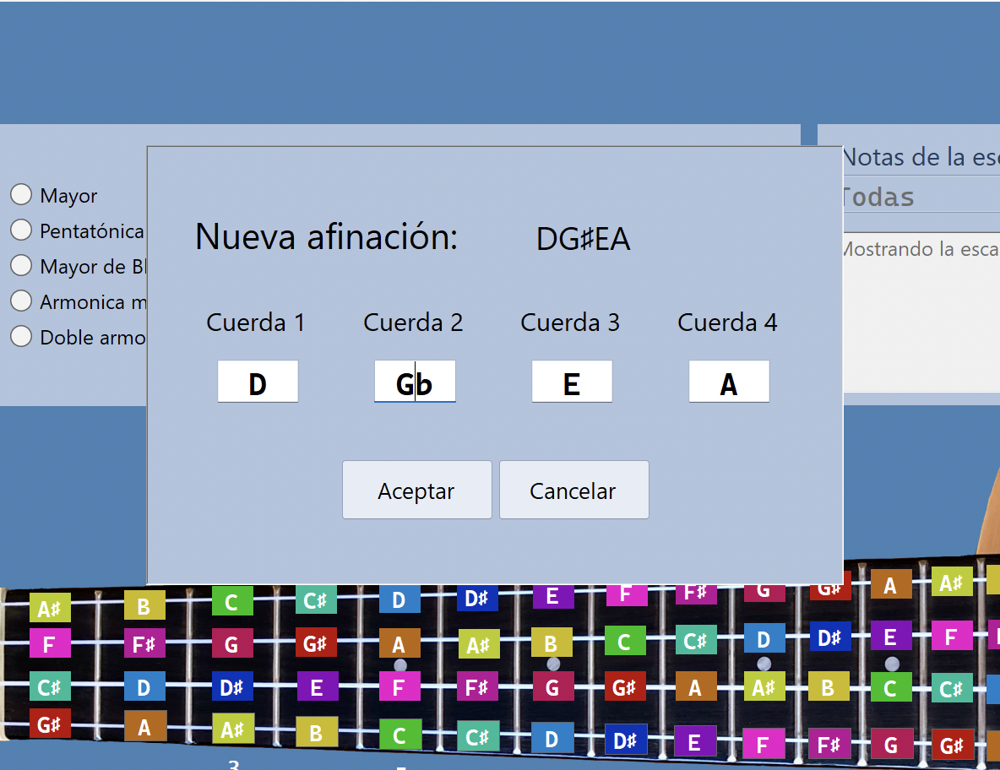 Notas de la esc
Mayor
Todas
Pentatónica
Mayor de Bl
Armonica m
Doble armo
Mostrando la esca
Nueva afinación: DG♯EA
Cuerda 1 Cuerda 2 Cuerda 3 Cuerda 4
D Gb E A
Aceptar Cancelar
A♯ B C C♯ D D♯ E F F♯ G G♯ A A♯
F F♯ G G♯ A A♯ B C C♯ D D♯ E F
C♯ D D♯ E F F♯ G G♯ A A♯ B C C♯
G♯ A A♯ B C C♯ D D♯ E F F♯ G G♯
3